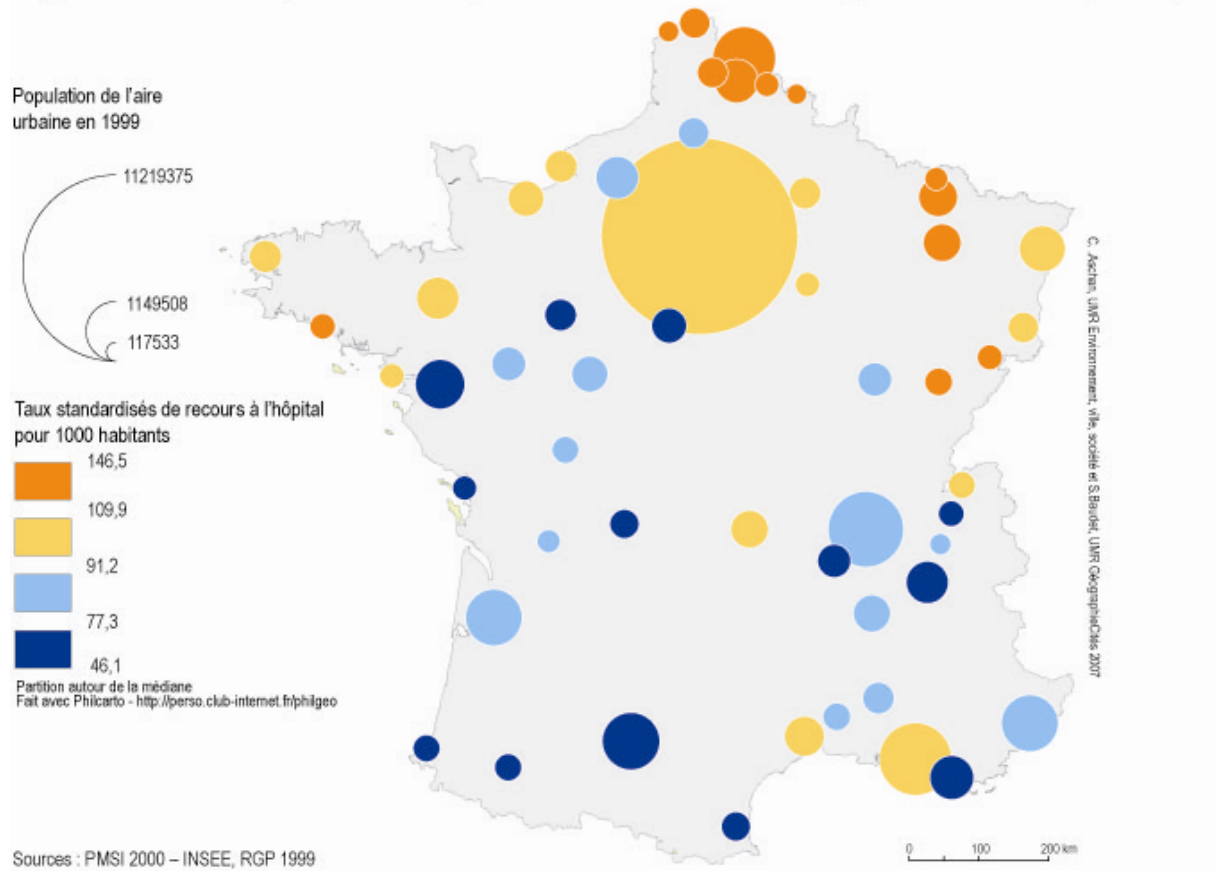 Population de l'aire
urbaine en 1999
11219375
1149508
117533
Taux standardisés de recours à l'hôpital
pour 1000 habitants
146,5
109,9
91,2
77,3
46,1
Partition autour de la médiane
Fait avec Philcarto - http://perso.club-internet.fr/philgeo
Sources : PMSI 2000 – INSEE, RGP 1999
0 100 200 km
C. Aschan, UMR Environnement, ville, société et S.Baudet, UMR GéographieCités 2007